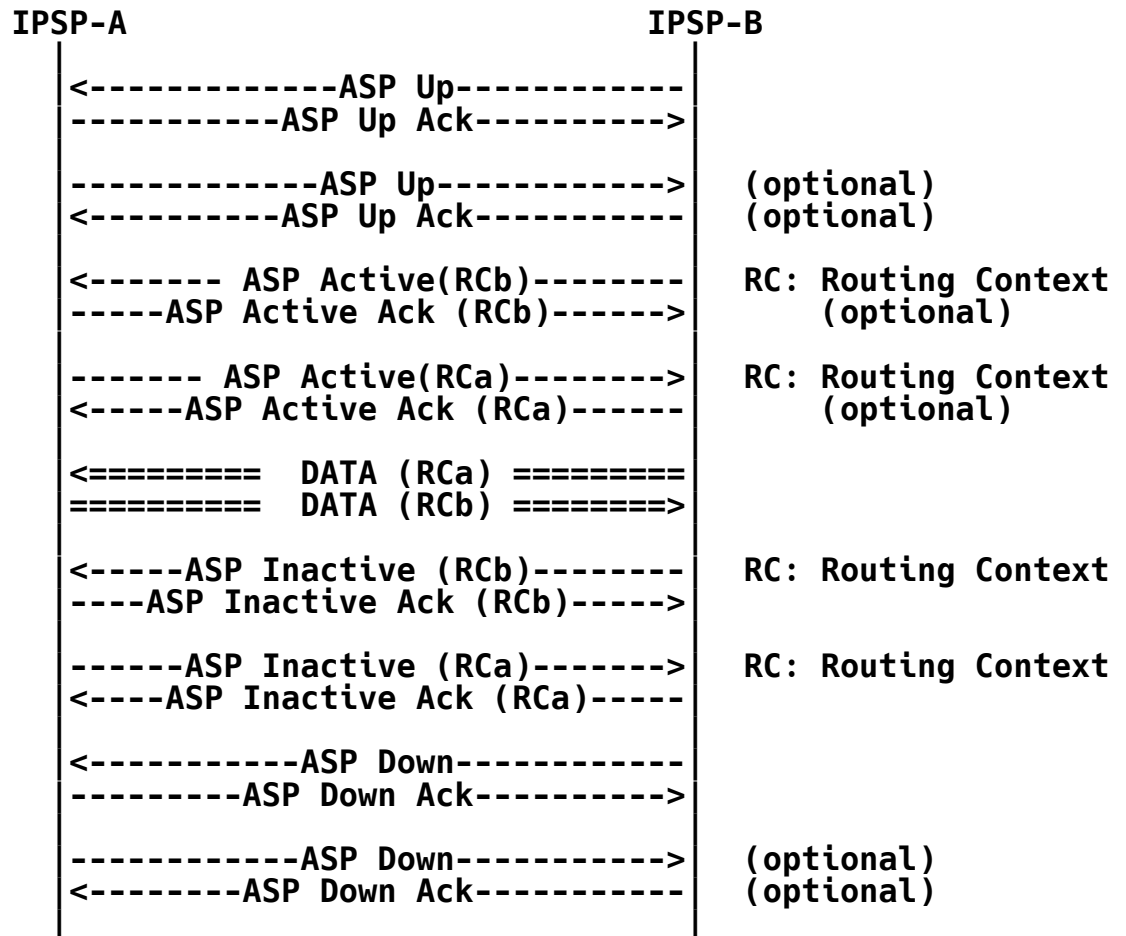 IPSP-A                           IPSP-B
<-------------ASP Up------------
-----------ASP Up Ack---------->
-------------ASP Up------------> (optional)
<----------ASP Up Ack----------- (optional)
<------- ASP Active(RCb)-------- RC: Routing Context
-----ASP Active Ack (RCb)------> (optional)
------- ASP Active(RCa)--------> RC: Routing Context
<-----ASP Active Ack (RCa)------ (optional)
<=========  DATA (RCa) =========
==========  DATA (RCb) ========>
<-----ASP Inactive (RCb)-------- RC: Routing Context
----ASP Inactive Ack (RCb)----->
------ASP Inactive (RCa)-------> RC: Routing Context
<----ASP Inactive Ack (RCa)-----
<-----------ASP Down------------
---------ASP Down Ack---------->
------------ASP Down-----------> (optional)
<--------ASP Down Ack----------- (optional)